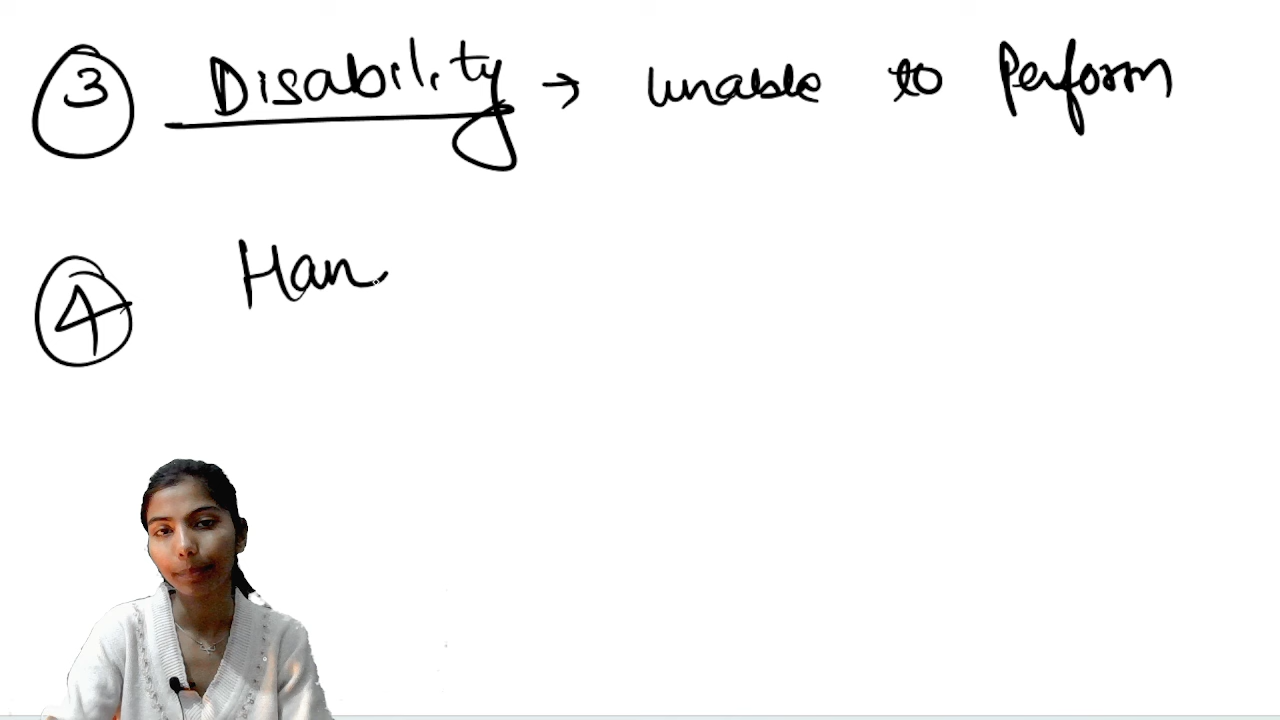 3 Disability → unable to Perform
4 Han